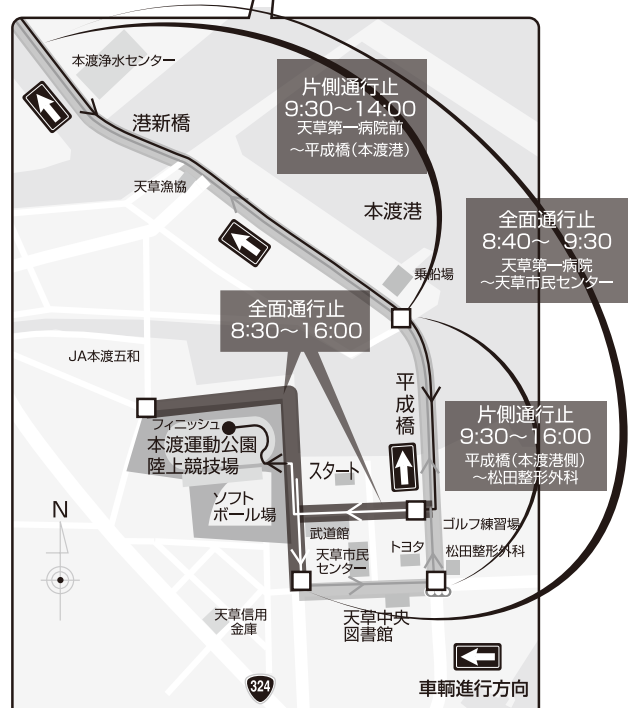 本渡浄水センター
港新橋
片側通行止
9:30〜14:00
天草第一病院前
〜平成橋(本渡港)
天草漁協
本渡港
全面通行止
8:40〜 9:30
天草第一病院
〜天草市民センター
乗船場
全面通行止
8:30〜16:00
JA本渡五和
平成橋
片側通行止
9:30〜16:00
平成橋(本渡港側)
〜松田整形外科
フィニッシュ
本渡運動公園
陸上競技場
スタート
ソフト
ボール場
N
武道館
ゴルフ練習場
天草市民
センター
トヨタ
松田整形外科
天草信用
金庫
天草中央
図書館
324
車輌進行方向